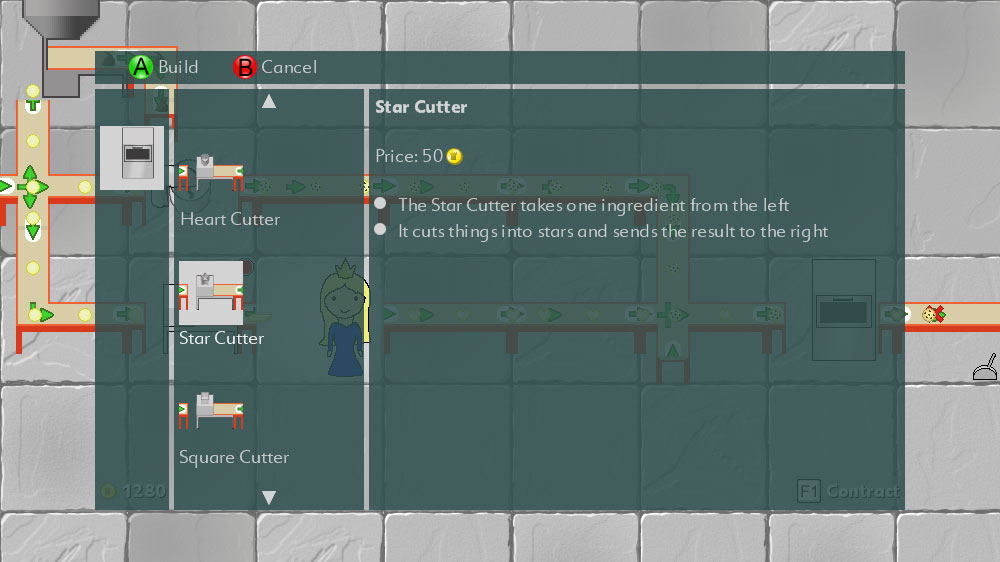 A Build B Cancel
Star Cutter
Price: 50
The Star Cutter takes one ingredient from the left
It cuts things into stars and sends the result to the right
Heart Cutter
Star Cutter
Square Cutter
1280
F1 Contract